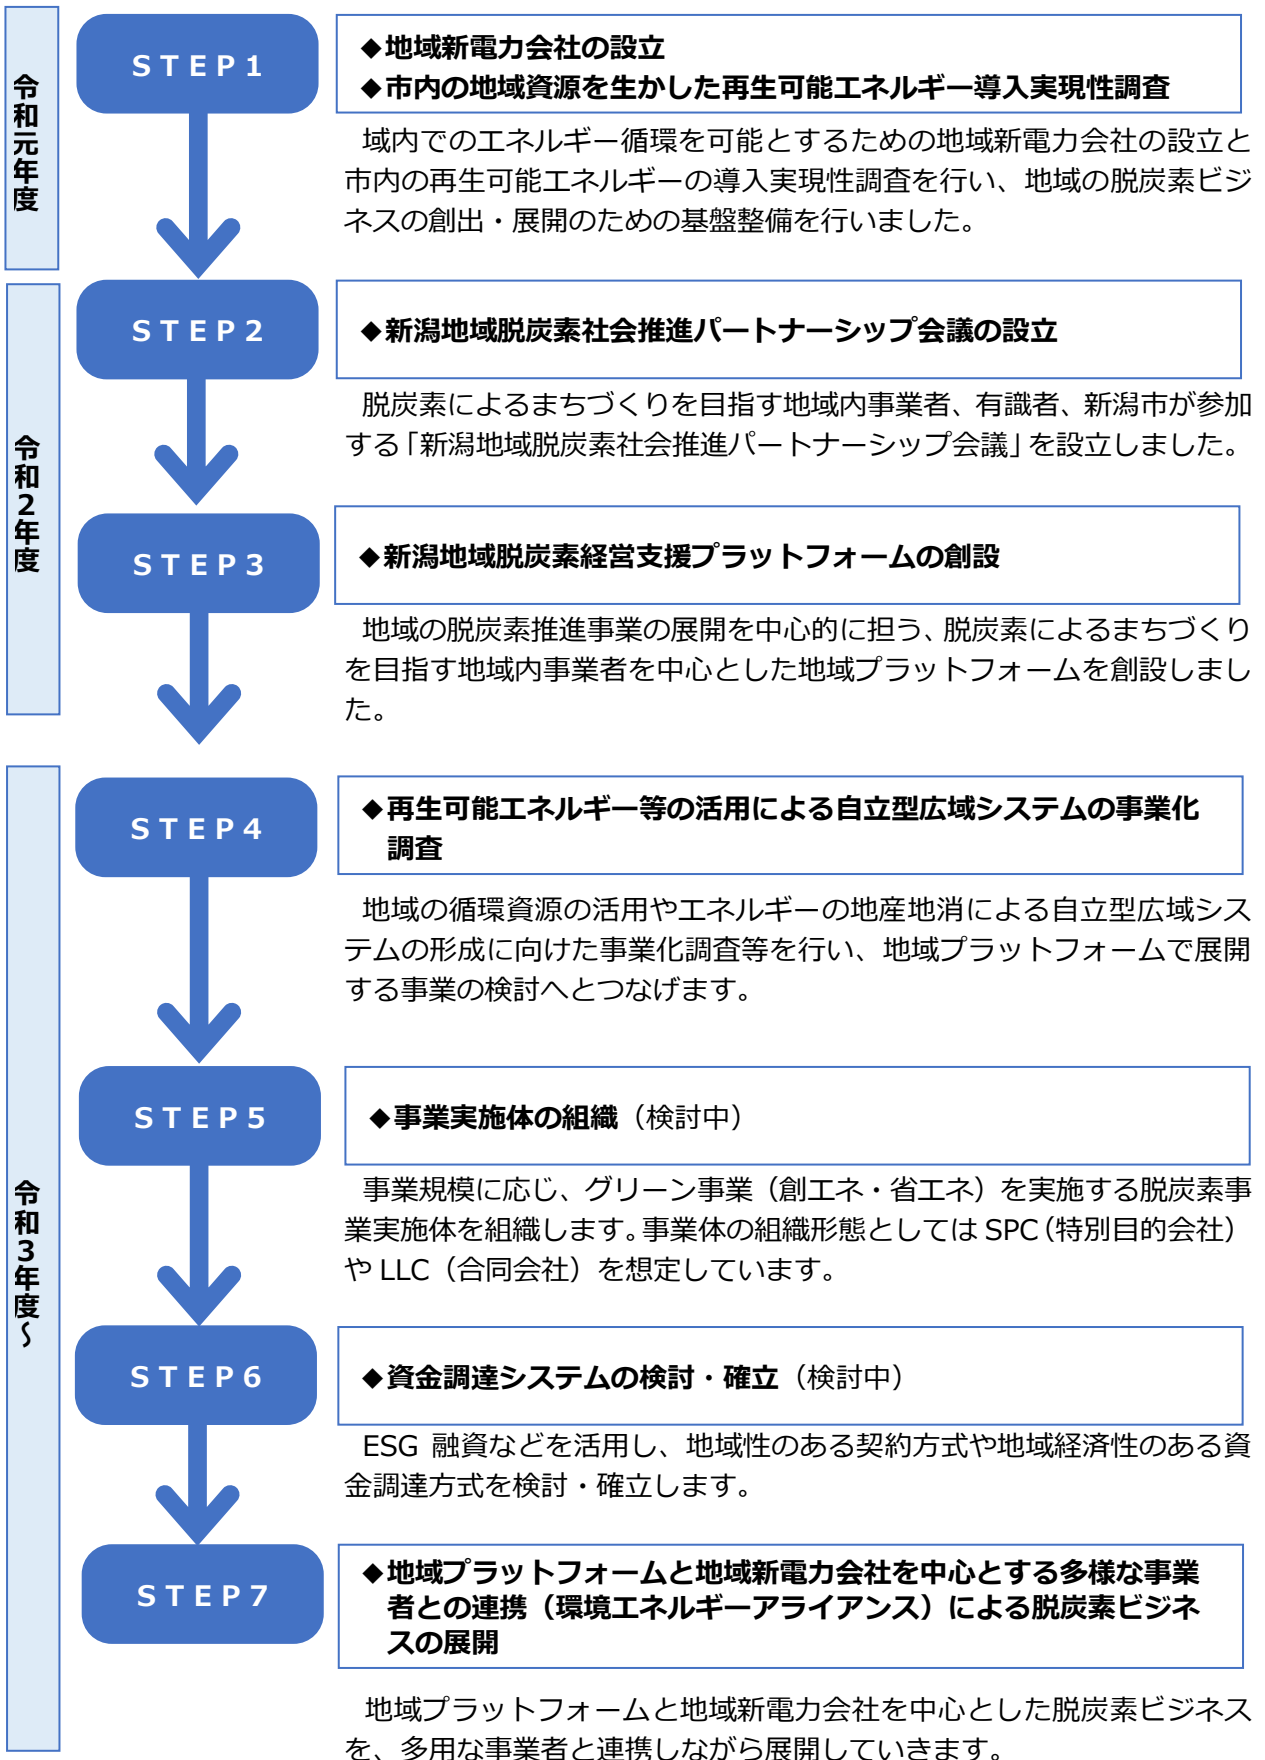 令和元年度
ＳＴＥＰ１
◆地域新電力会社の設立
◆市内の地域資源を生かした再生可能エネルギー導入実現性調査
域内でのエネルギー循環を可能とするための地域新電力会社の設立と
市内の再生可能エネルギーの導入実現性調査を行い、地域の脱炭素ビジ
ネスの創出・展開のための基盤整備を行いました。
令和２年度
ＳＴＥＰ２
◆新潟地域脱炭素社会推進パートナーシップ会議の設立
脱炭素によるまちづくりを目指す地域内事業者、有識者、新潟市が参加
する「新潟地域脱炭素社会推進パートナーシップ会議」を設立しました。
ＳＴＥＰ３
◆新潟地域脱炭素経営支援プラットフォームの創設
地域の脱炭素推進事業の展開を中心的に担う、脱炭素によるまちづくり
を目指す地域内事業者を中心とした地域プラットフォームを創設しまし
た。
令和３年度～
ＳＴＥＰ４
◆再生可能エネルギー等の活用による自立型広域システムの事業化
調査
地域の循環資源の活用やエネルギーの地産地消による自立型広域シス
テムの形成に向けた事業化調査等を行い、地域プラットフォームで展開
する事業の検討へとつなげます。
ＳＴＥＰ５
◆事業実施体の組織（検討中）
事業規模に応じ、グリーン事業（創エネ・省エネ）を実施する脱炭素事
業実施体を組織します。事業体の組織形態としては SPC（特別目的会社）
や LLC（合同会社）を想定しています。
ＳＴＥＰ６
◆資金調達システムの検討・確立（検討中）
ESG 融資などを活用し、地域性のある契約方式や地域経済性のある資
金調達方式を検討・確立します。
ＳＴＥＰ７
◆地域プラットフォームと地域新電力会社を中心とする多様な事業
者との連携（環境エネルギーアライアンス）による脱炭素ビジネ
スの展開
地域プラットフォームと地域新電力会社を中心とした脱炭素ビジネス
を、多用な事業者と連携しながら展開していきます。